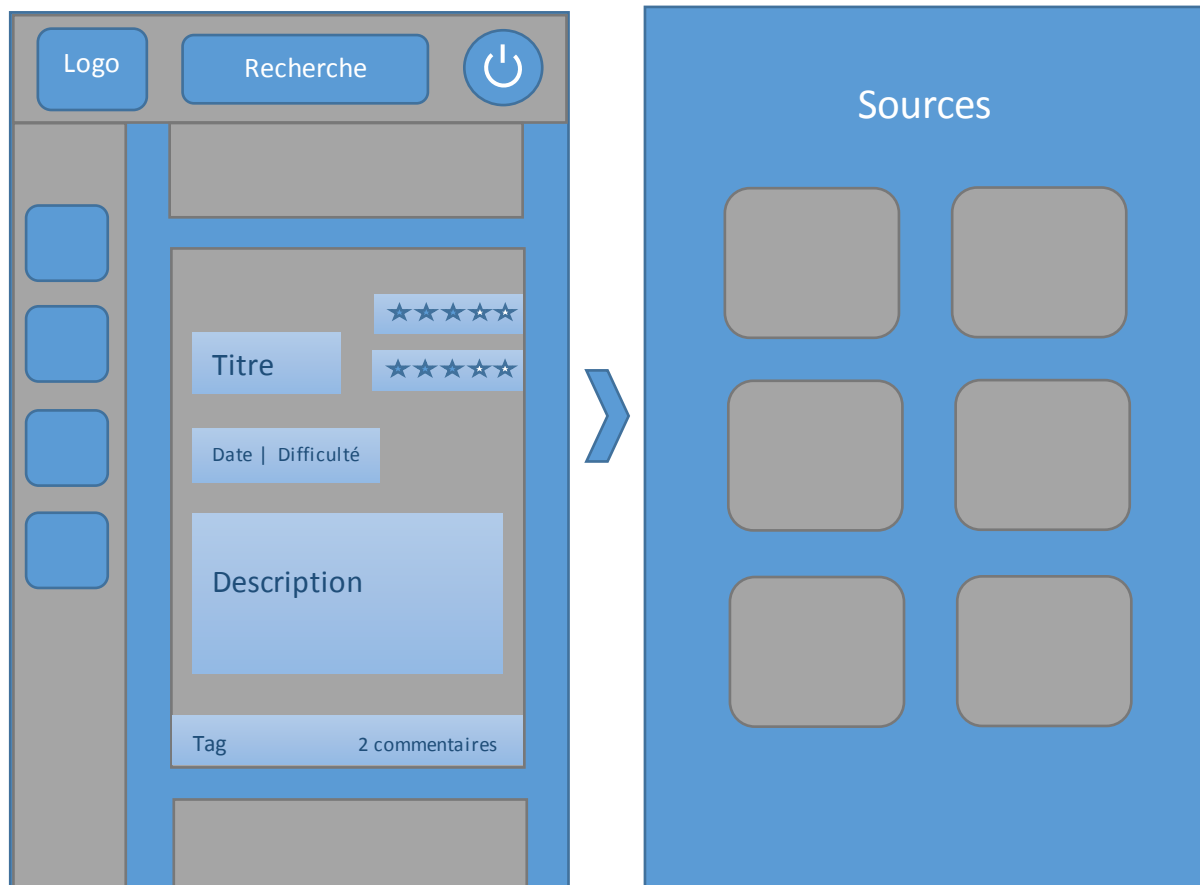 Logo
Recherche
Titre
Date | Difficulté
Description
Tag
2 commentaires
Sources